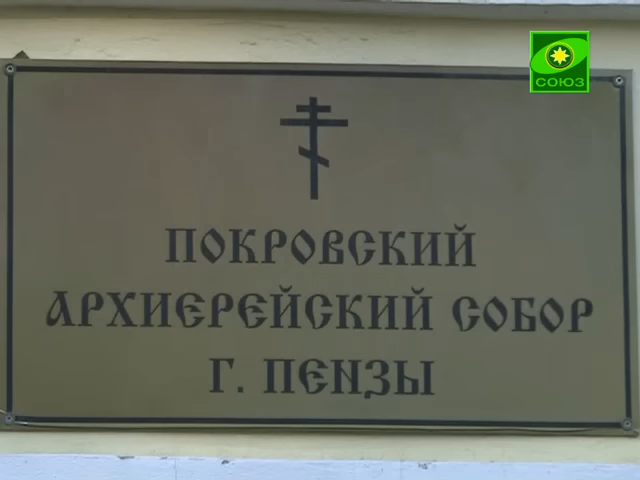 СОЮЗ
ПОКРОВСКИЙ
АРХИЕРЕЙСКИЙ СОБОР
Г. ПЕНЗЫ